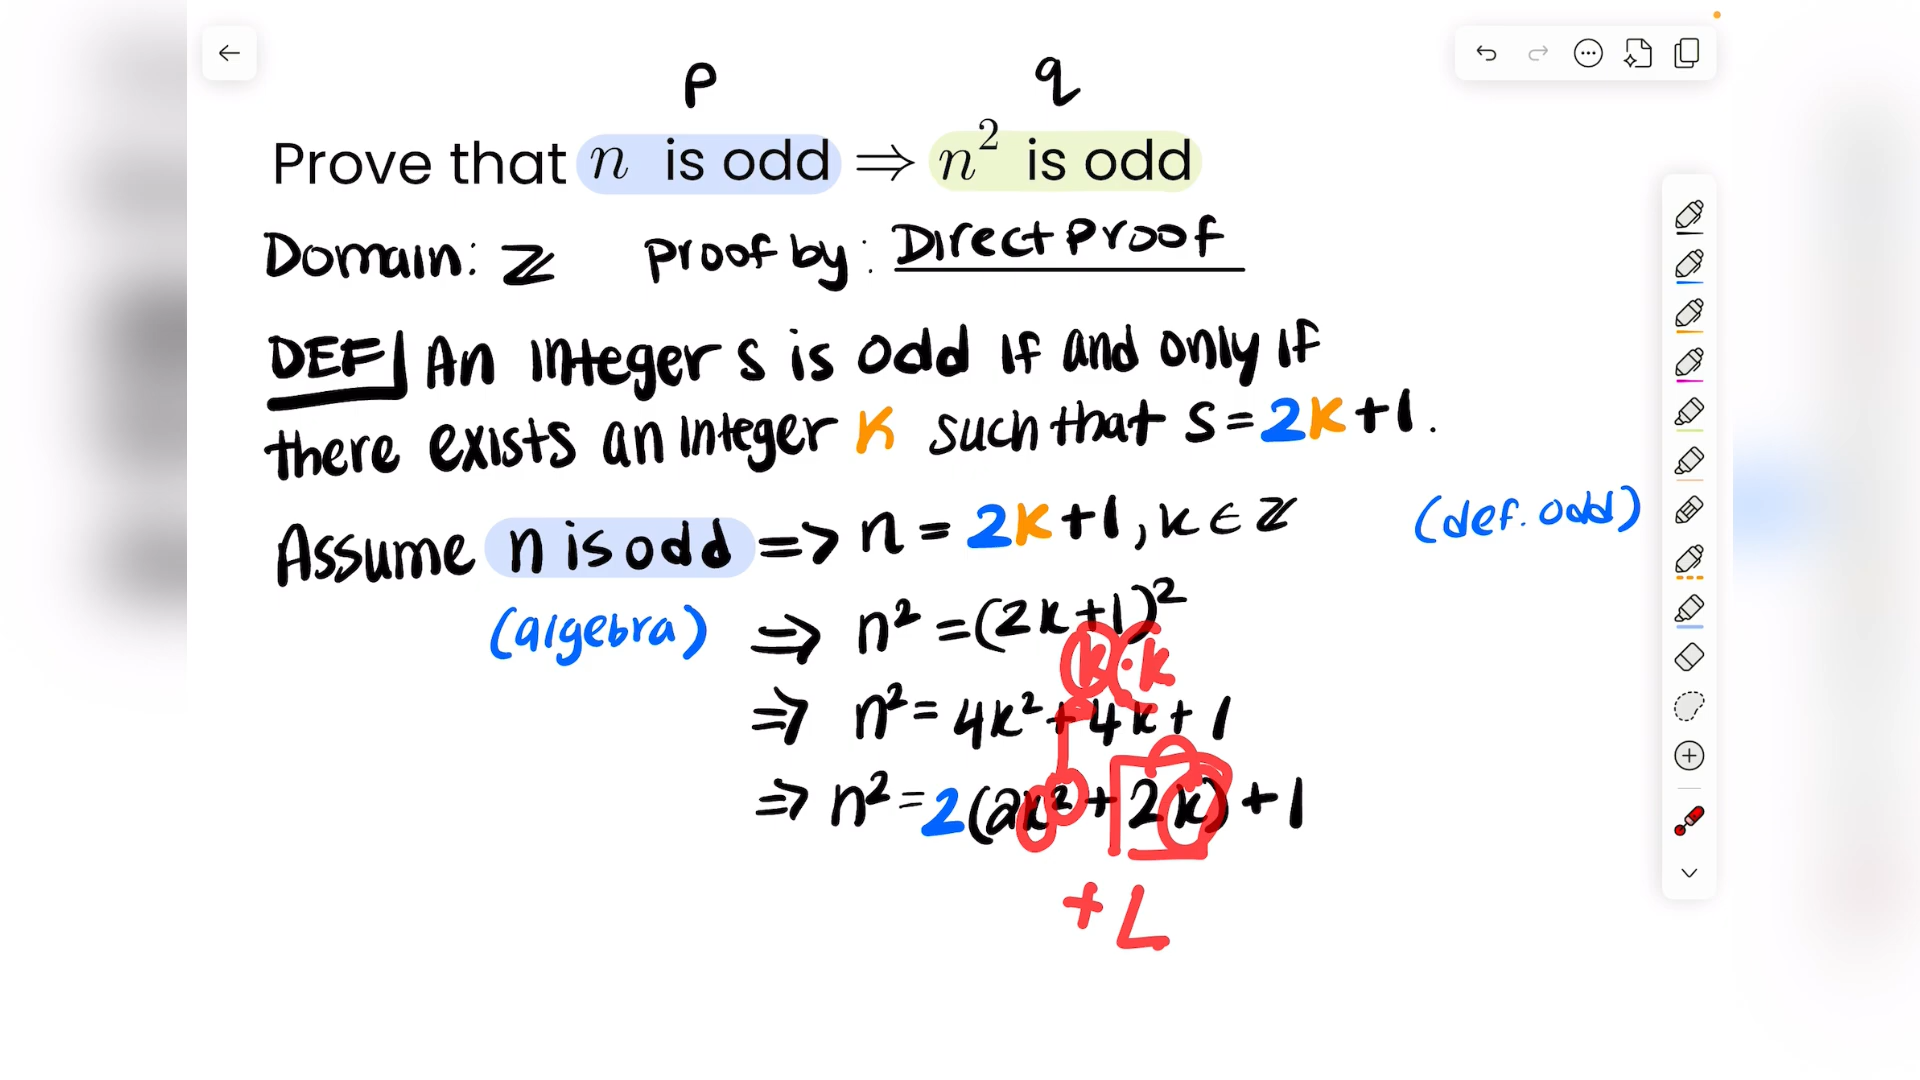 p q
Prove that n is odd ⟹ n² is odd
Domain: ℤ Proof by: Direct Proof
DEF An integer s is odd if and only if
there exists an integer K such that s = 2K+1.
Assume n is odd => n = 2K+1, K ∈ ℤ (def. odd)
(algebra) => n² = (2k+1)²
(k)(·k
=> n² = 4k² + 4k + 1
=> n² = 2(2k² + 2k) + 1
+ L